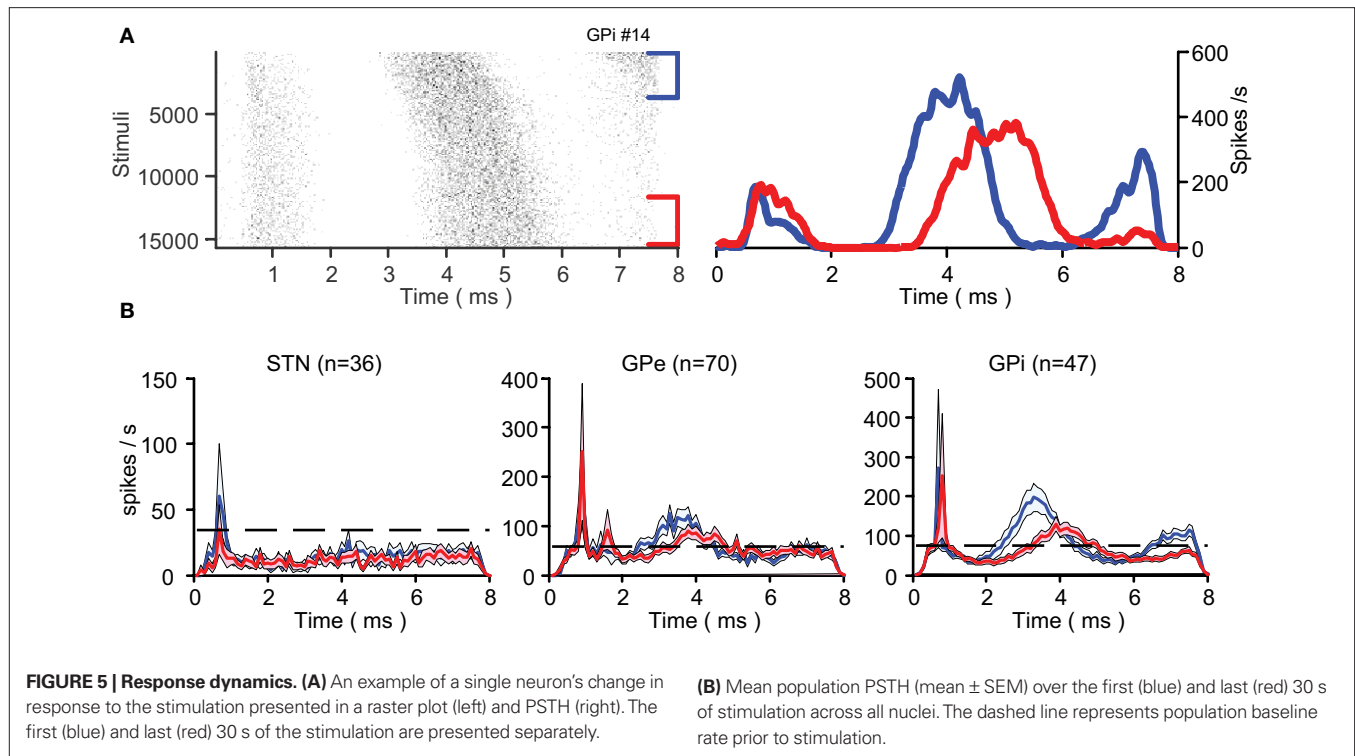 A
GPi #14
Stimuli
5000
10000
15000
1 2 3 4 5 6 7 8
Time ( ms )
600
400
200
0
Spikes /s
0 2 4 6 8
Time ( ms )
B
STN (n=36)
150
100
50
0
spikes / s
0 2 4 6 8
Time ( ms )
GPe (n=70)
400
300
200
100
0
0 2 4 6 8
Time ( ms )
GPi (n=47)
500
400
300
200
100
0
0 2 4 6 8
Time ( ms )
FIGURE 5 | Response dynamics. (A) An example of a single neuron's change in
response to the stimulation presented in a raster plot (left) and PSTH (right). The
first (blue) and last (red) 30 s of the stimulation are presented separately.
(B) Mean population PSTH (mean ± SEM) over the first (blue) and last (red) 30 s
of stimulation across all nuclei. The dashed line represents population baseline
rate prior to stimulation.